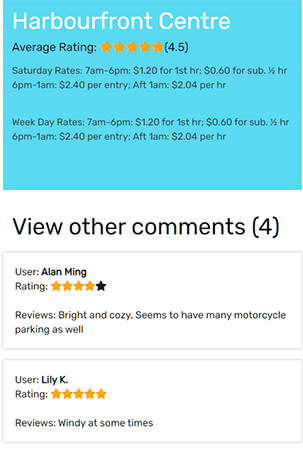 Harbourfront Centre
Average Rating: (4.5)
Saturday Rates: 7am-6pm: $1.20 for 1st hr; $0.60 for sub. ½ hr
6pm-1am: $2.40 per entry; Aft 1am: $2.04 per hr
Week Day Rates: 7am-6pm: $1.20 for 1st hr; $0.60 for sub. ½ hr
6pm-1am: $2.40 per entry; Aft 1am: $2.04 per hr
View other comments (4)
User: Alan Ming
Rating:
Reviews: Bright and cozy. Seems to have many motorcycle
parking as well
User: Lily K.
Rating:
Reviews: Windy at some times